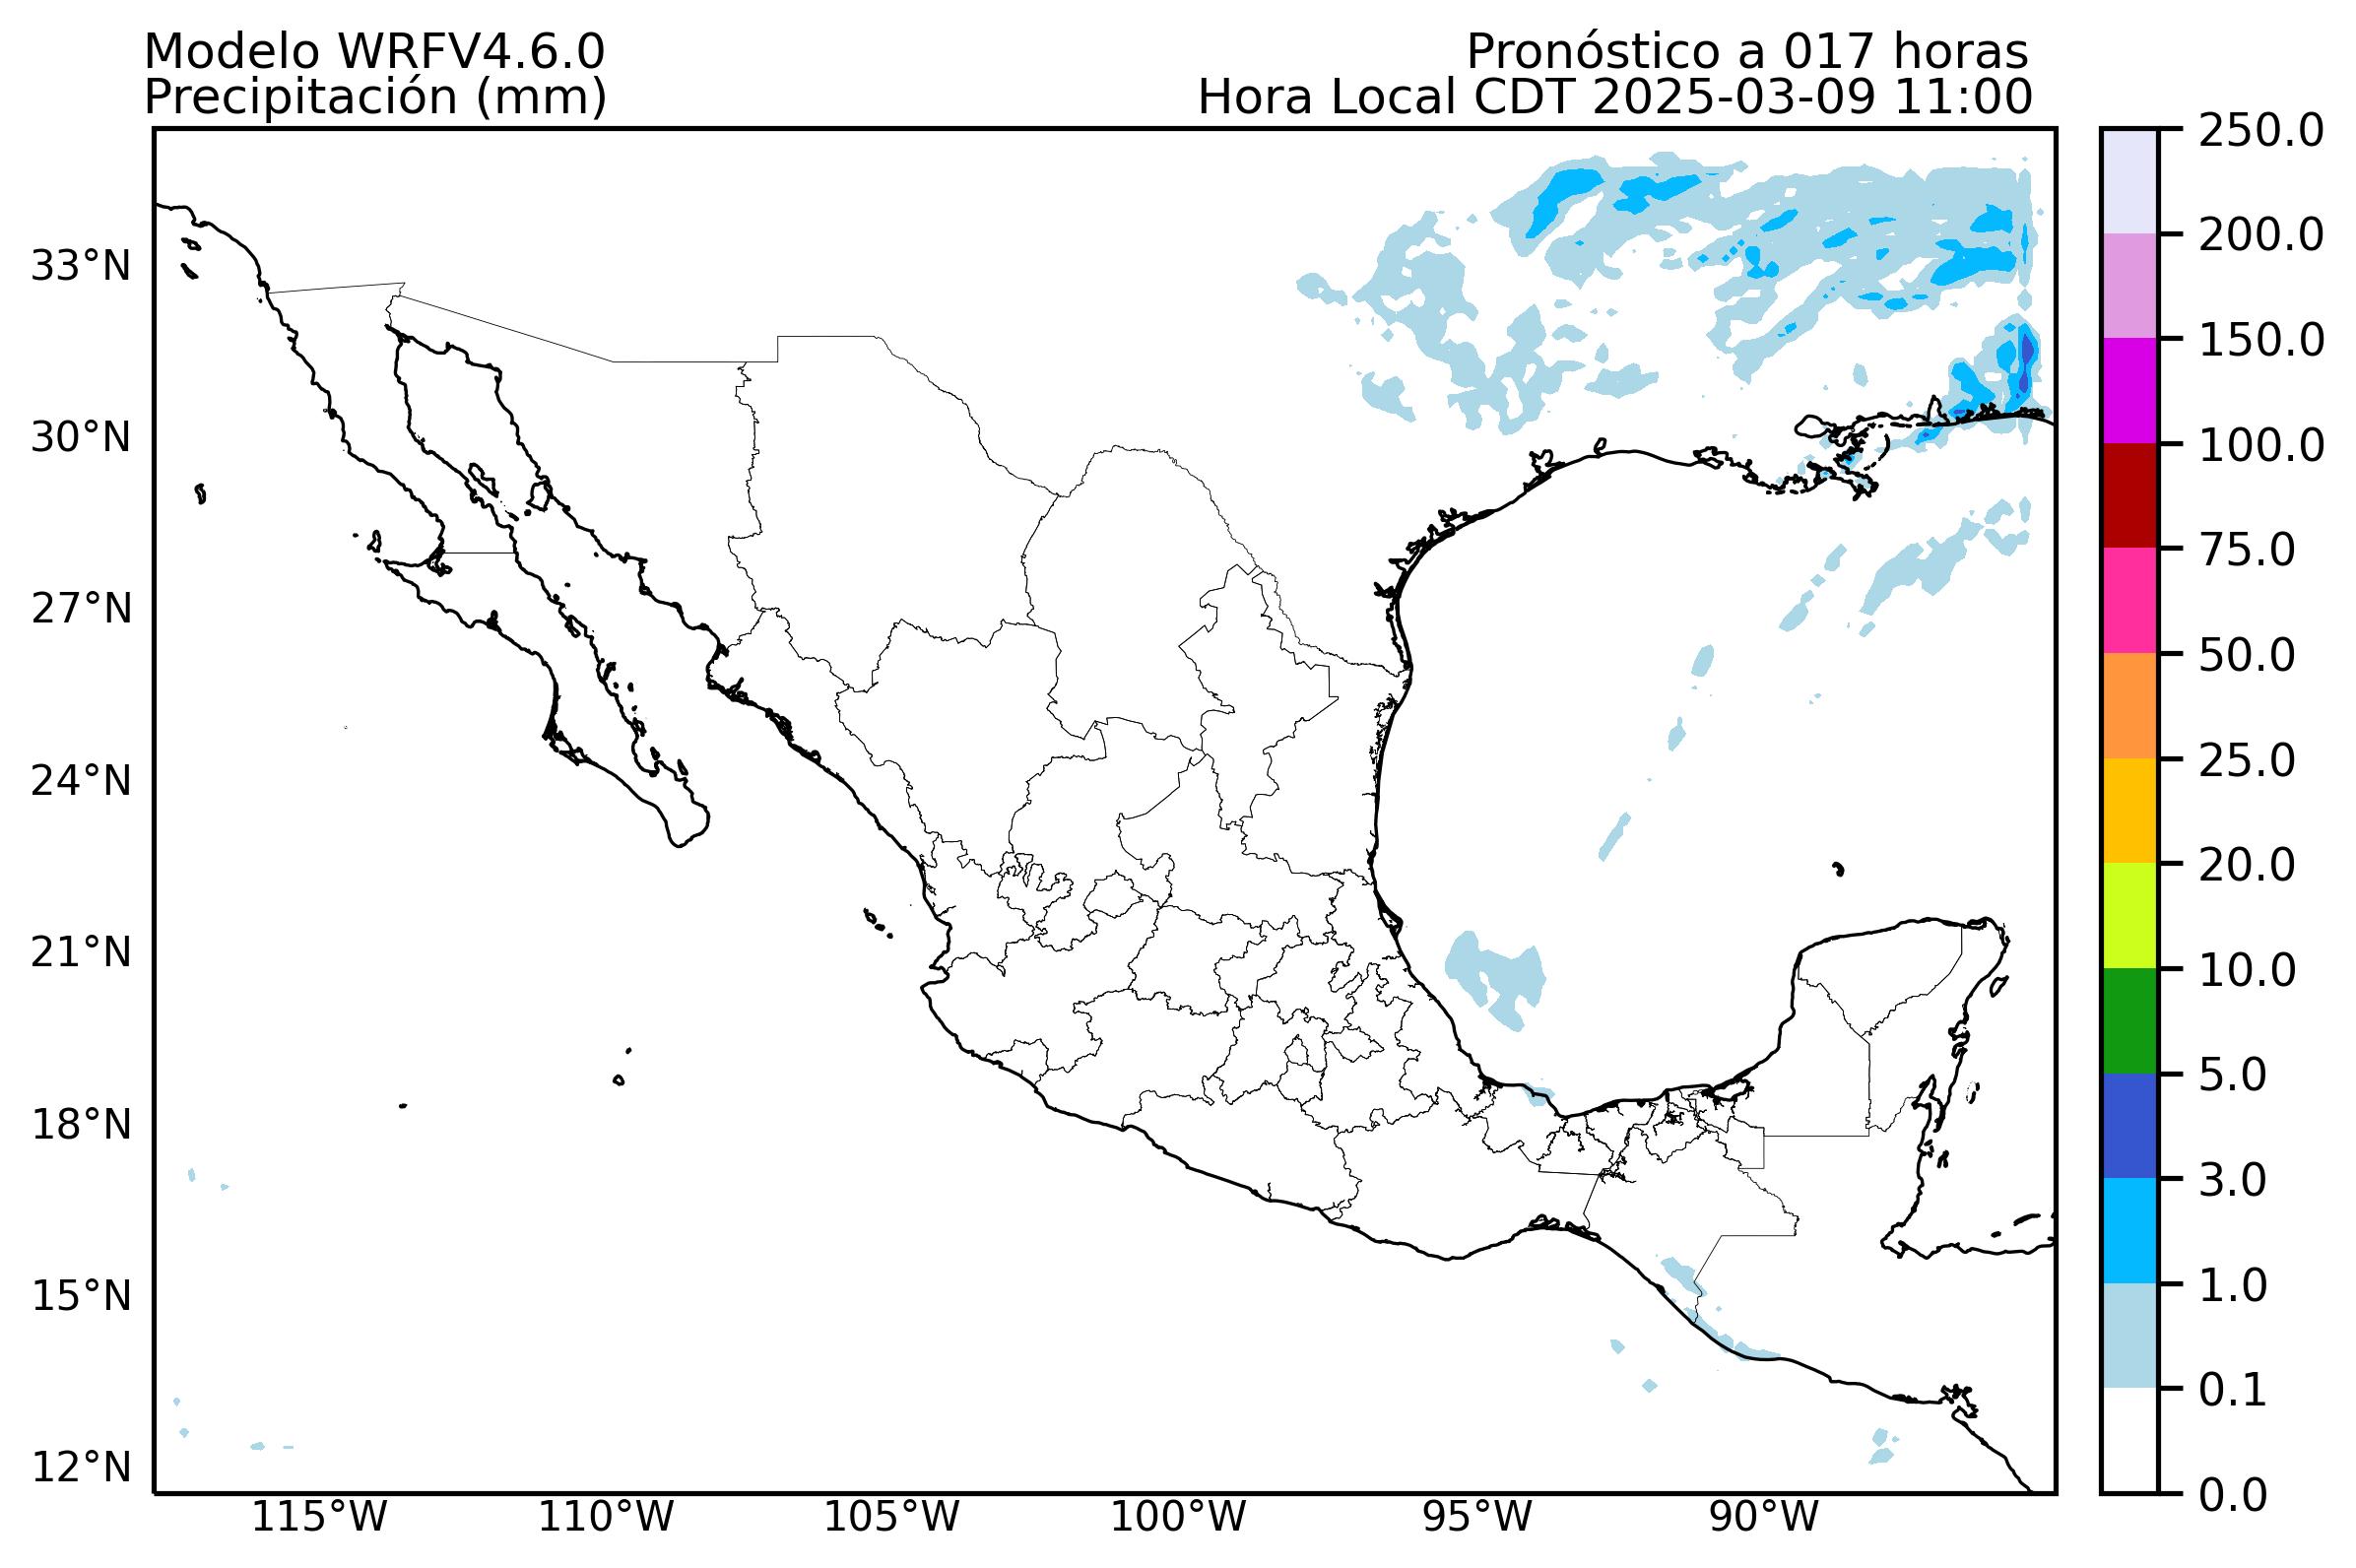 Modelo WRFV4.6.0
Precipitación (mm)
Pronóstico a 017 horas
Hora Local CDT 2025-03-09 11:00
33°N
30°N
27°N
24°N
21°N
18°N
15°N
12°N
115°W
110°W
105°W
100°W
95°W
90°W
250.0
200.0
150.0
100.0
75.0
50.0
25.0
20.0
10.0
5.0
3.0
1.0
0.1
0.0